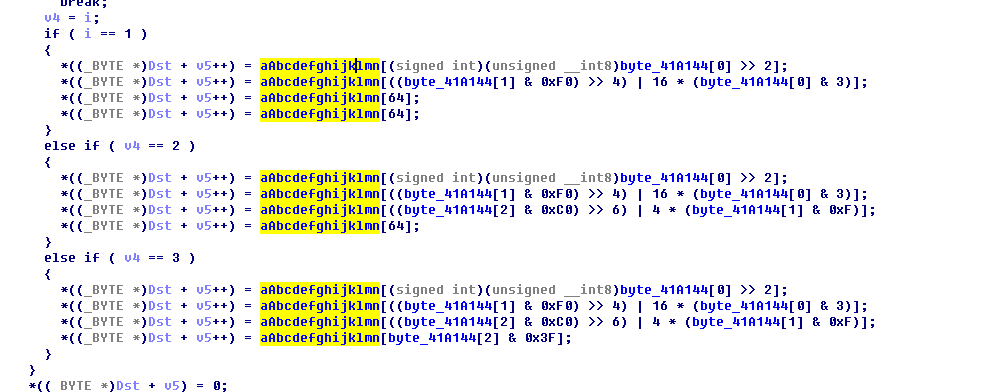 break;
v4 = i;
if ( i == 1 )
{
*((_BYTE *)Dst + v5++) = aAbcdefghijklmn[(signed int)(unsigned __int8)byte_41A144[0] >> 2];
*((_BYTE *)Dst + v5++) = aAbcdefghijklmn[((byte_41A144[1] & 0xF0) >> 4) | 16 * (byte_41A144[0] & 3)];
*((_BYTE *)Dst + v5++) = aAbcdefghijklmn[64];
*((_BYTE *)Dst + v5++) = aAbcdefghijklmn[64];
}
else if ( v4 == 2 )
{
*((_BYTE *)Dst + v5++) = aAbcdefghijklmn[(signed int)(unsigned __int8)byte_41A144[0] >> 2];
*((_BYTE *)Dst + v5++) = aAbcdefghijklmn[((byte_41A144[1] & 0xF0) >> 4) | 16 * (byte_41A144[0] & 3)];
*((_BYTE *)Dst + v5++) = aAbcdefghijklmn[((byte_41A144[2] & 0xC0) >> 6) | 4 * (byte_41A144[1] & 0xF)];
*((_BYTE *)Dst + v5++) = aAbcdefghijklmn[64];
}
else if ( v4 == 3 )
{
*((_BYTE *)Dst + v5++) = aAbcdefghijklmn[(signed int)(unsigned __int8)byte_41A144[0] >> 2];
*((_BYTE *)Dst + v5++) = aAbcdefghijklmn[((byte_41A144[1] & 0xF0) >> 4) | 16 * (byte_41A144[0] & 3)];
*((_BYTE *)Dst + v5++) = aAbcdefghijklmn[((byte_41A144[2] & 0xC0) >> 6) | 4 * (byte_41A144[1] & 0xF)];
*((_BYTE *)Dst + v5++) = aAbcdefghijklmn[byte_41A144[2] & 0x3F];
}
}
*((_BYTE *)Dst + v5) = 0;